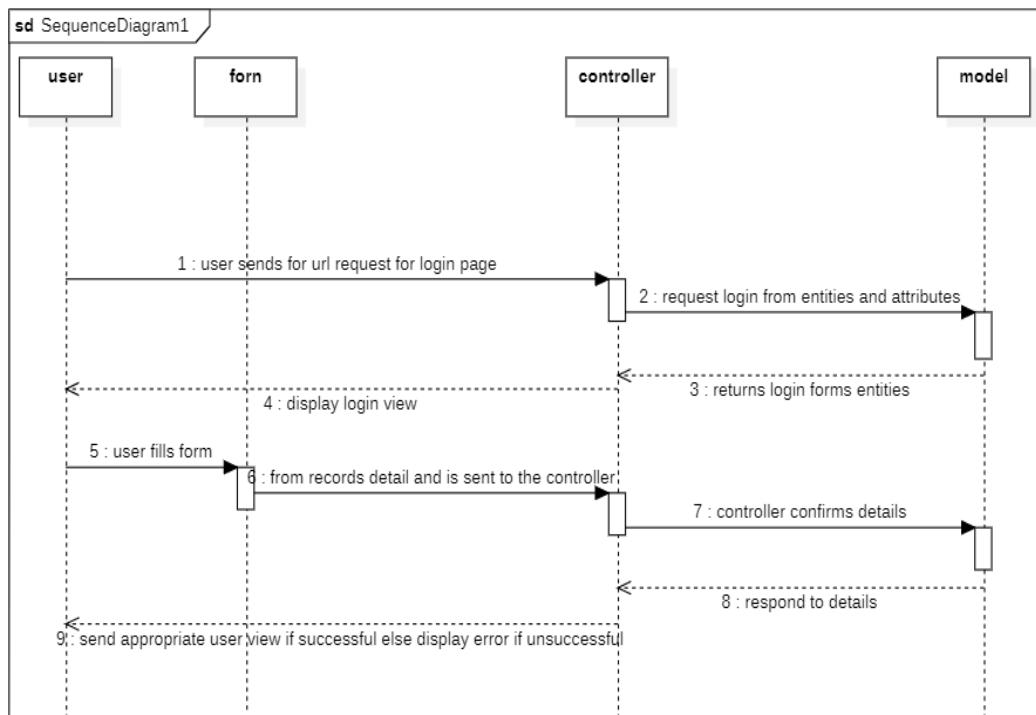 sd SequenceDiagram1
user
forn
controller
model
1 : user sends for url request for login page
2 : request login from entities and attributes
3 : returns login forms entities
4 : display login view
5 : user fills form
6 : from records detail and is sent to the controller
7 : controller confirms details
8 : respond to details
9 : send appropriate user view if successful else display error if unsuccessful